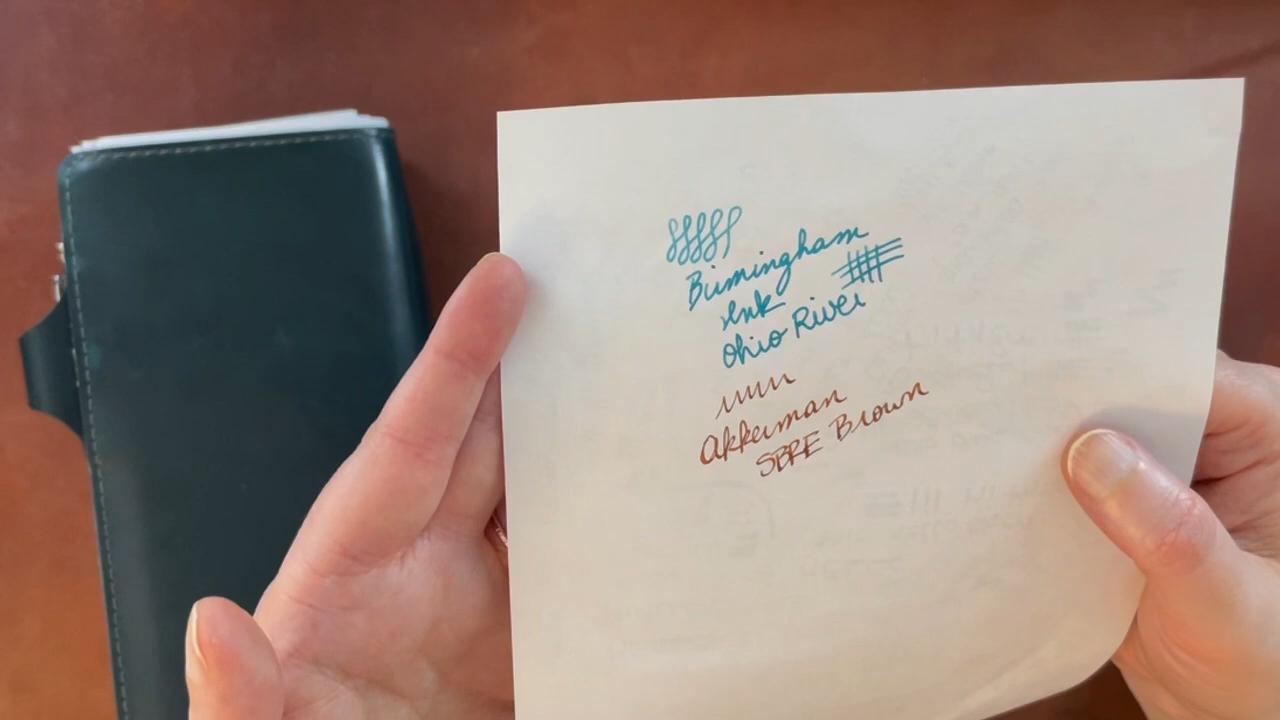 Birmingham
Ink
Ohio River
Akkerman
SBRE Brown